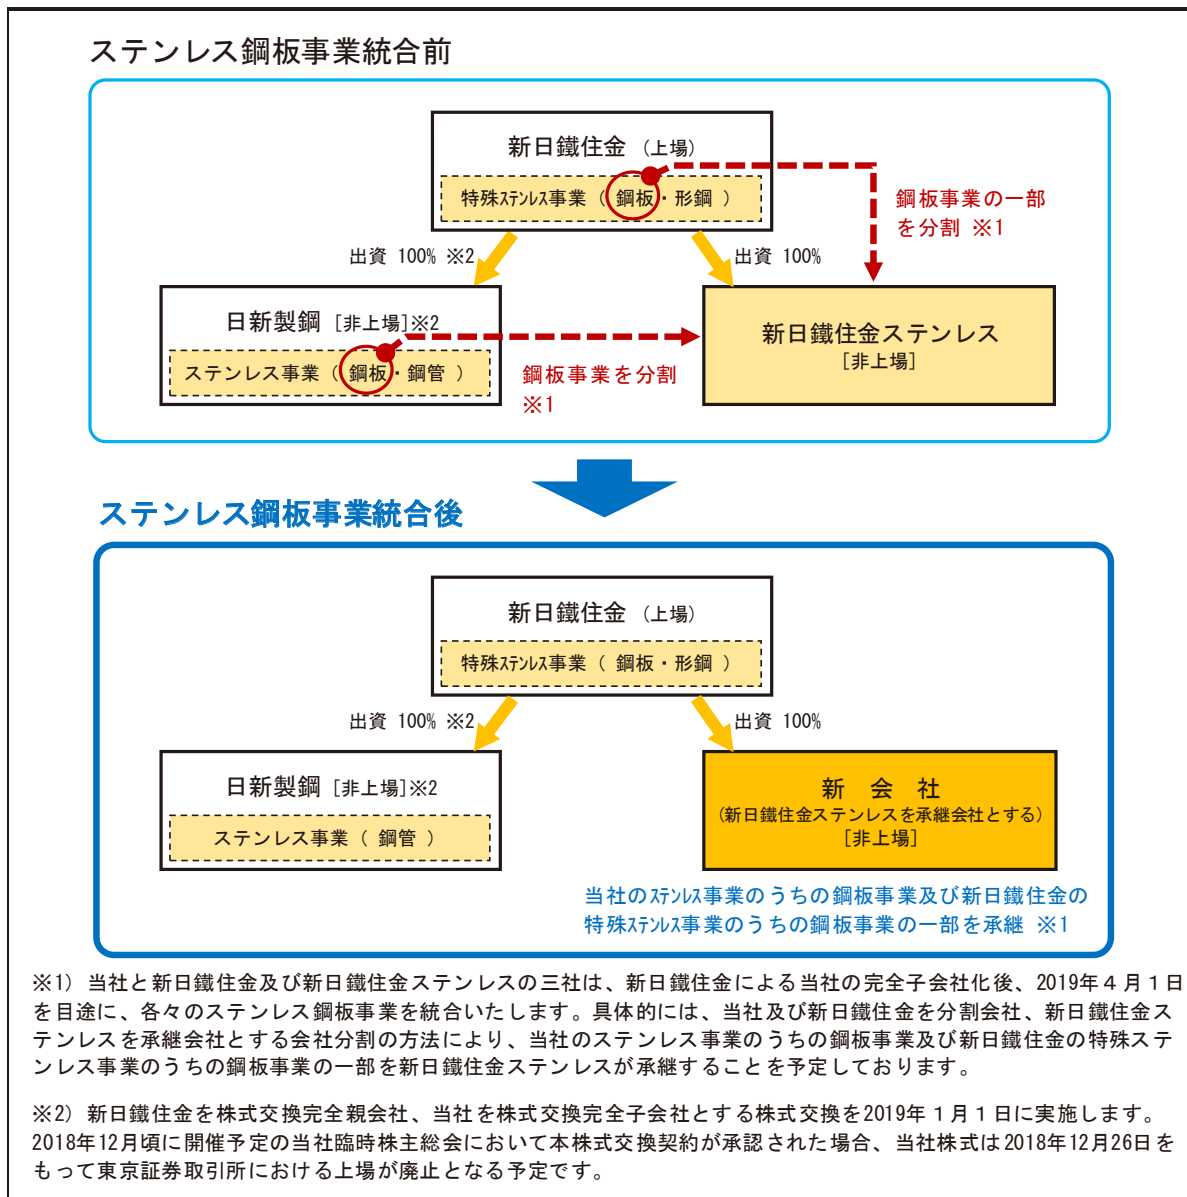 ステンレス鋼板事業統合前
新日鐵住金 (上場)
特殊ステンレス事業（ 鋼板・形鋼 ）
鋼板事業の一部
を分割 ※1
出資 100% ※2
出資 100%
日新製鋼 [非上場]※2
ステンレス事業（ 鋼板・鋼管 ）
鋼板事業を分割
※1
新日鐵住金ステンレス
[非上場]
ステンレス鋼板事業統合後
新日鐵住金 (上場)
特殊ステンレス事業（ 鋼板・形鋼 ）
出資 100% ※2
出資 100%
日新製鋼 [非上場]※2
ステンレス事業（ 鋼管 ）
新 会 社
(新日鐵住金ステンレスを承継会社とする)
[非上場]
当社のステンレス事業のうちの鋼板事業及び新日鐵住金の
特殊ステンレス事業のうちの鋼板事業の一部を承継 ※1
※1) 当社と新日鐵住金及び新日鐵住金ステンレスの三社は、新日鐵住金による当社の完全子会社化後、2019年４月１日
を目途に、各々のステンレス鋼板事業を統合いたします。具体的には、当社及び新日鐵住金を分割会社、新日鐵住金ス
テンレスを承継会社とする会社分割の方法により、当社のステンレス事業のうちの鋼板事業及び新日鐵住金の特殊ステ
ンレス事業のうちの鋼板事業の一部を新日鐵住金ステンレスが承継することを予定しております。
※2) 新日鐵住金を株式交換完全親会社、当社を株式交換完全子会社とする株式交換を2019年１月１日に実施します。
2018年12月頃に開催予定の当社臨時株主総会において本株式交換契約が承認された場合、当社株式は2018年12月26日を
もって東京証券取引所における上場が廃止となる予定です。